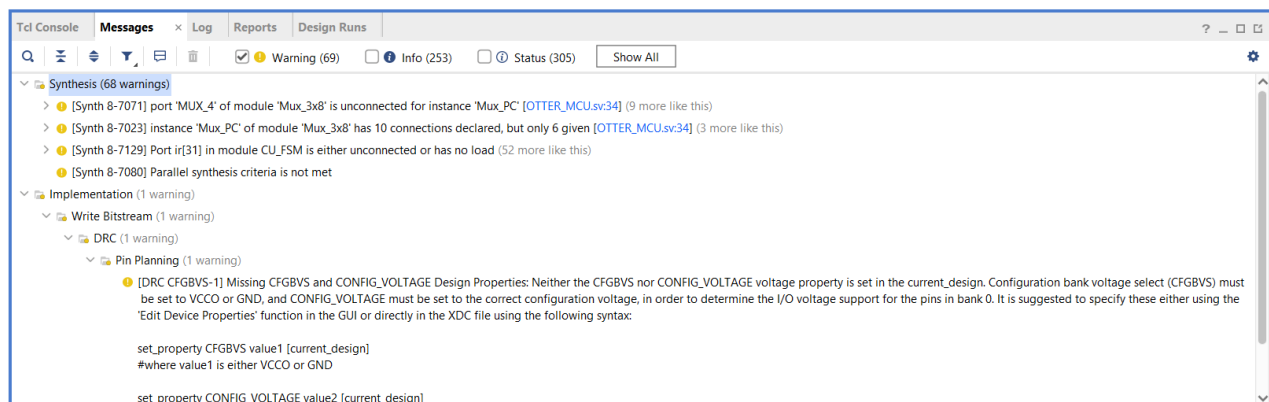 Tcl Console Messages × Log Reports Design Runs ? _
Warning (69) Info (253) Status (305) Show All
Synthesis (68 warnings)
[Synth 8-7071] port 'MUX_4' of module 'Mux_3x8' is unconnected for instance 'Mux_PC' [OTTER_MCU.sv:34] (9 more like this)
[Synth 8-7023] instance 'Mux_PC' of module 'Mux_3x8' has 10 connections declared, but only 6 given [OTTER_MCU.sv:34] (3 more like this)
[Synth 8-7129] Port ir[31] in module CU_FSM is either unconnected or has no load (52 more like this)
[Synth 8-7080] Parallel synthesis criteria is not met
Implementation (1 warning)
Write Bitstream (1 warning)
DRC (1 warning)
Pin Planning (1 warning)
[DRC CFGBVS-1] Missing CFGBVS and CONFIG_VOLTAGE Design Properties: Neither the CFGBVS nor CONFIG_VOLTAGE voltage property is set in the current_design. Configuration bank voltage select (CFGBVS) must
be set to VCCO or GND, and CONFIG_VOLTAGE must be set to the correct configuration voltage, in order to determine the I/O voltage support for the pins in bank 0. It is suggested to specify these either using the
'Edit Device Properties' function in the GUI or directly in the XDC file using the following syntax:
set_property CFGBVS value1 [current_design]
#where value1 is either VCCO or GND
set_property CONFIG_VOLTAGE value2 [current_design]